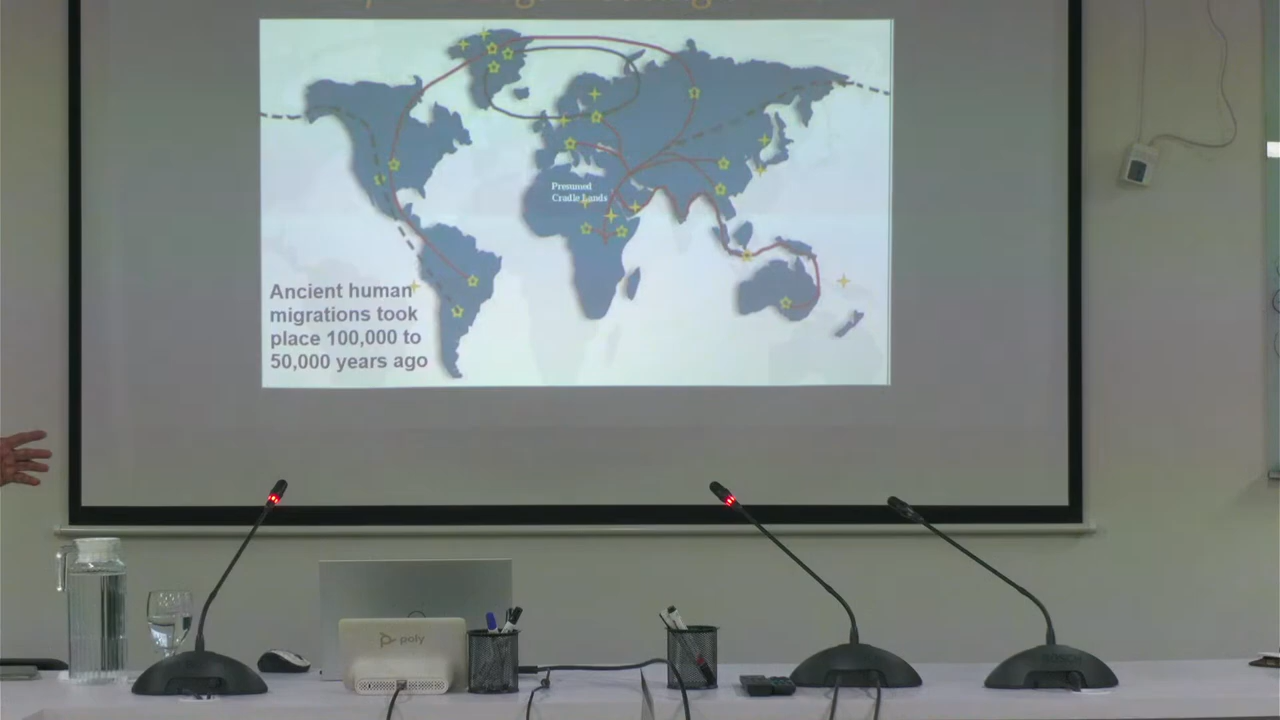 Presumed
Cradle Lands
Ancient human
migrations took
place 100,000 to
50,000 years ago
poly